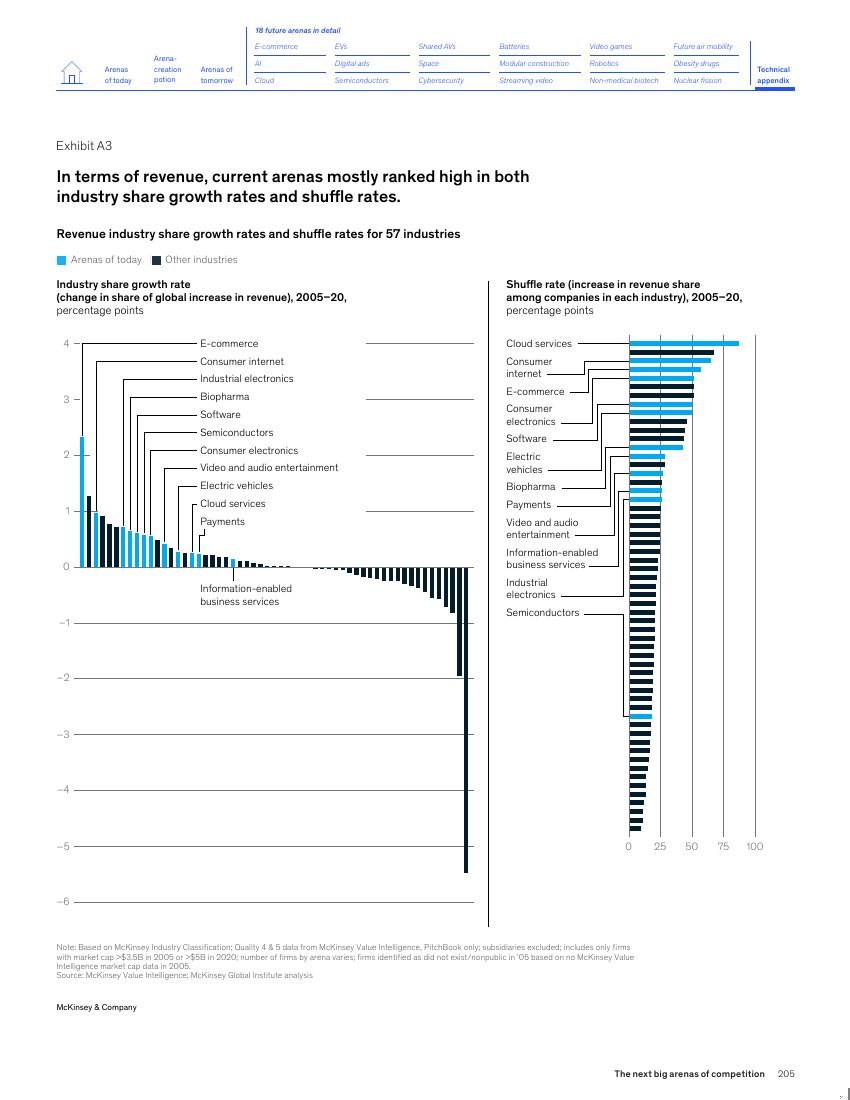 18 future arenas in detail
Arenas of today
Arena-creation potion
Arenas of tomorrow
E-commerce
EVs
Shared AVs
Batteries
Video games
Future air mobility
AI
Digital ads
Space
Modular construction
Robotics
Obesity drugs
Cloud
Semiconductors
Cybersecurity
Streaming video
Non-medical biotech
Nuclear fission
Technical appendix
Exhibit A3
In terms of revenue, current arenas mostly ranked high in both
industry share growth rates and shuffle rates.
Revenue industry share growth rates and shuffle rates for 57 industries
Arenas of today
Other industries
Industry share growth rate
(change in share of global increase in revenue), 2005–20,
percentage points
4
3
2
1
0
–1
–2
–3
–4
–5
–6
E-commerce
Consumer internet
Industrial electronics
Biopharma
Software
Semiconductors
Consumer electronics
Video and audio entertainment
Electric vehicles
Cloud services
Payments
Information-enabled
business services
Shuffle rate (increase in revenue share
among companies in each industry), 2005–20,
percentage points
Cloud services
Consumer
internet
E-commerce
Consumer
electronics
Software
Electric
vehicles
Biopharma
Payments
Video and audio
entertainment
Information-enabled
business services
Industrial
electronics
Semiconductors
0 25 50 75 100
Note: Based on McKinsey Industry Classification; Quality 4 & 5 data from McKinsey Value Intelligence, PitchBook only; subsidiaries excluded; includes only firms
with market cap >$3.5B in 2005 or >$5B in 2020; number of firms by arena varies; firms identified as did not exist/nonpublic in '05 based on no McKinsey Value
Intelligence market cap data in 2005.
Source: McKinsey Value Intelligence; McKinsey Global Institute analysis
McKinsey & Company
The next big arenas of competition 205